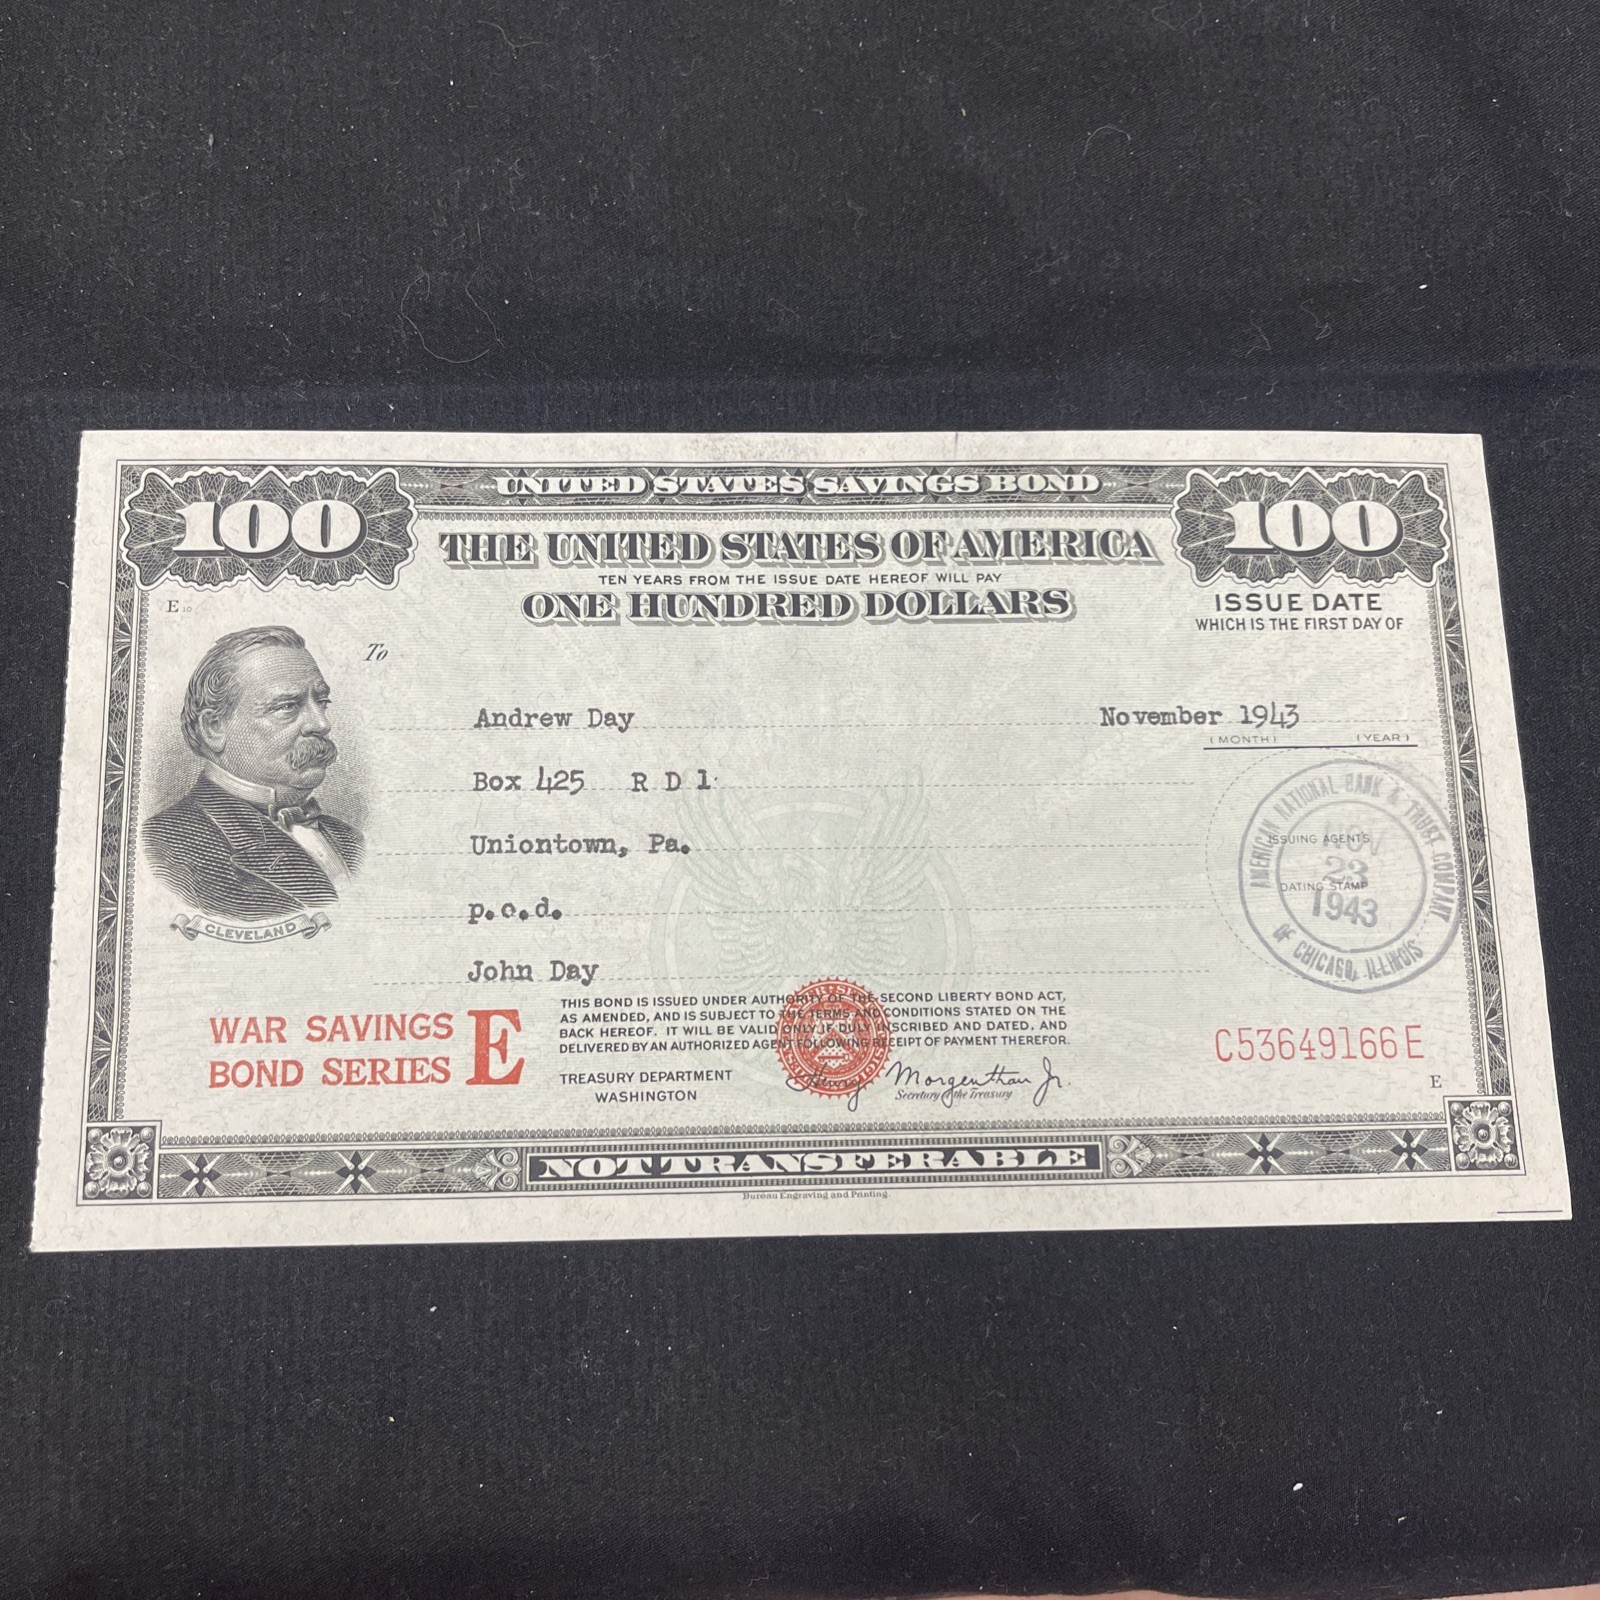 UNITED STATES SAVINGS BOND
100
100
THE UNITED STATES OF AMERICA
TEN YEARS FROM THE ISSUE DATE HEREOF WILL PAY
ONE HUNDRED DOLLARS
ISSUE DATE
WHICH IS THE FIRST DAY OF
E 10
To
Andrew Day
November 1943
(MONTH) (YEAR)
Box 425 R D 1
Uniontown, Pa.
p.o.d.
John Day
CLEVELAND
AMERICAN NATIONAL BANK & TRUST COMPANY
OF CHICAGO, ILLINOIS
ISSUING AGENT'S
NOV
23
DATING STAMP
1943
WAR SAVINGS
BOND SERIES E
THIS BOND IS ISSUED UNDER AUTHORITY OF THE SECOND LIBERTY BOND ACT,
AS AMENDED, AND IS SUBJECT TO THE TERMS AND CONDITIONS STATED ON THE
BACK HEREOF. IT WILL BE VALID ONLY IF DULY INSCRIBED AND DATED, AND
DELIVERED BY AN AUTHORIZED AGENT FOLLOWING RECEIPT OF PAYMENT THEREFOR.
TREASURY DEPARTMENT
WASHINGTON
Henry Morgenthau Jr.
Secretary of the Treasury
C53649166E
E
NOT TRANSFERABLE
Bureau Engraving and Printing